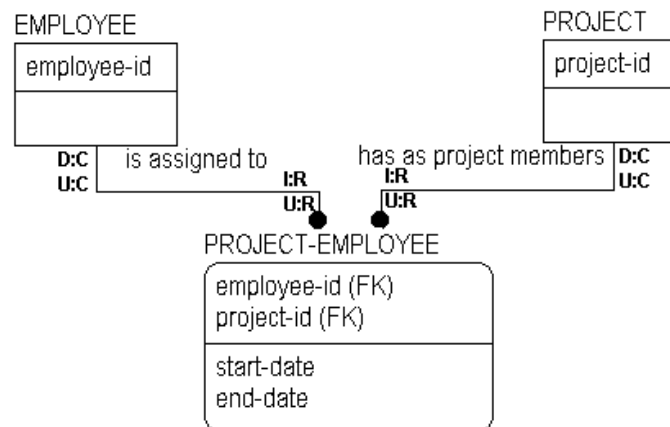 EMPLOYEE
PROJECT
employee-id
project-id
D:C
is assigned to
has as project members
D:C
U:C
I:R
I:R
U:C
U:R
U:R
PROJECT-EMPLOYEE
employee-id (FK)
project-id (FK)
start-date
end-date